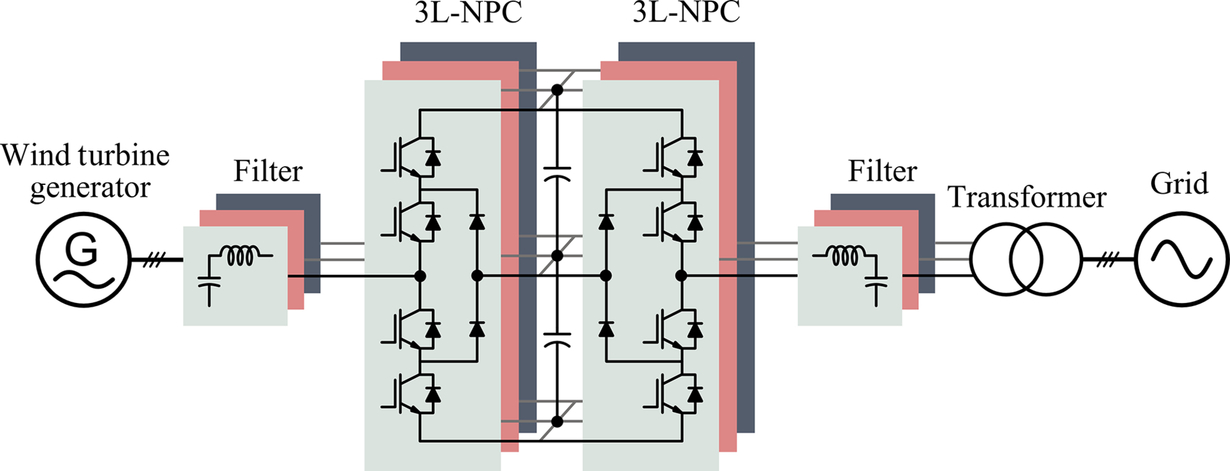 3L-NPC
3L-NPC
Wind turbine
generator
Filter
Filter
Transformer
Grid
G